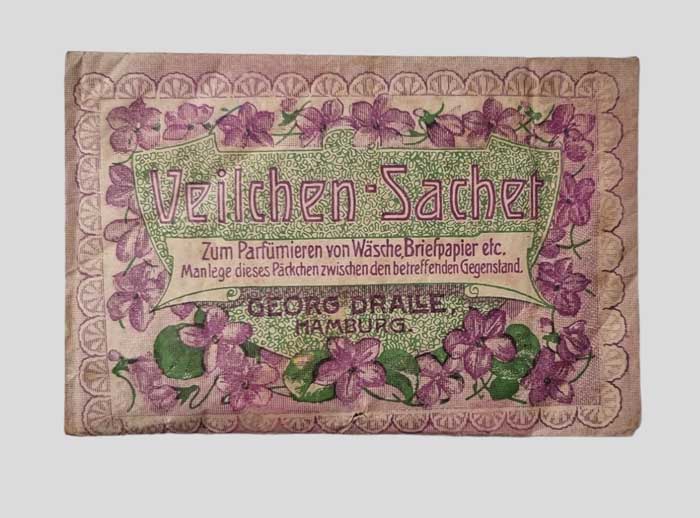 Veilchen-Sachet
Zum Parfümieren von Wäsche, Briefpapier etc.
Man lege dieses Päckchen zwischen den betreffenden Gegenstand.
GEORG DRALLE,
HAMBURG.